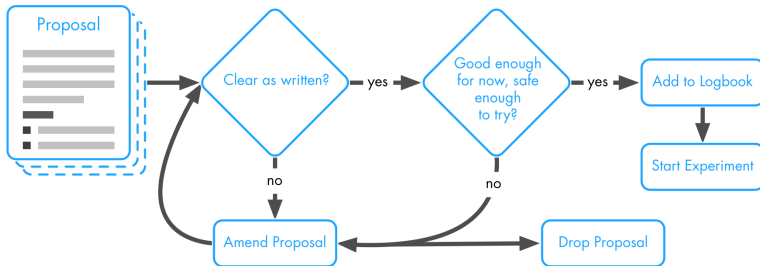 Proposal
Clear as written?
yes
Good enough
for now, safe
enough
to try?
yes
Add to Logbook
Start Experiment
no
no
Amend Proposal
Drop Proposal